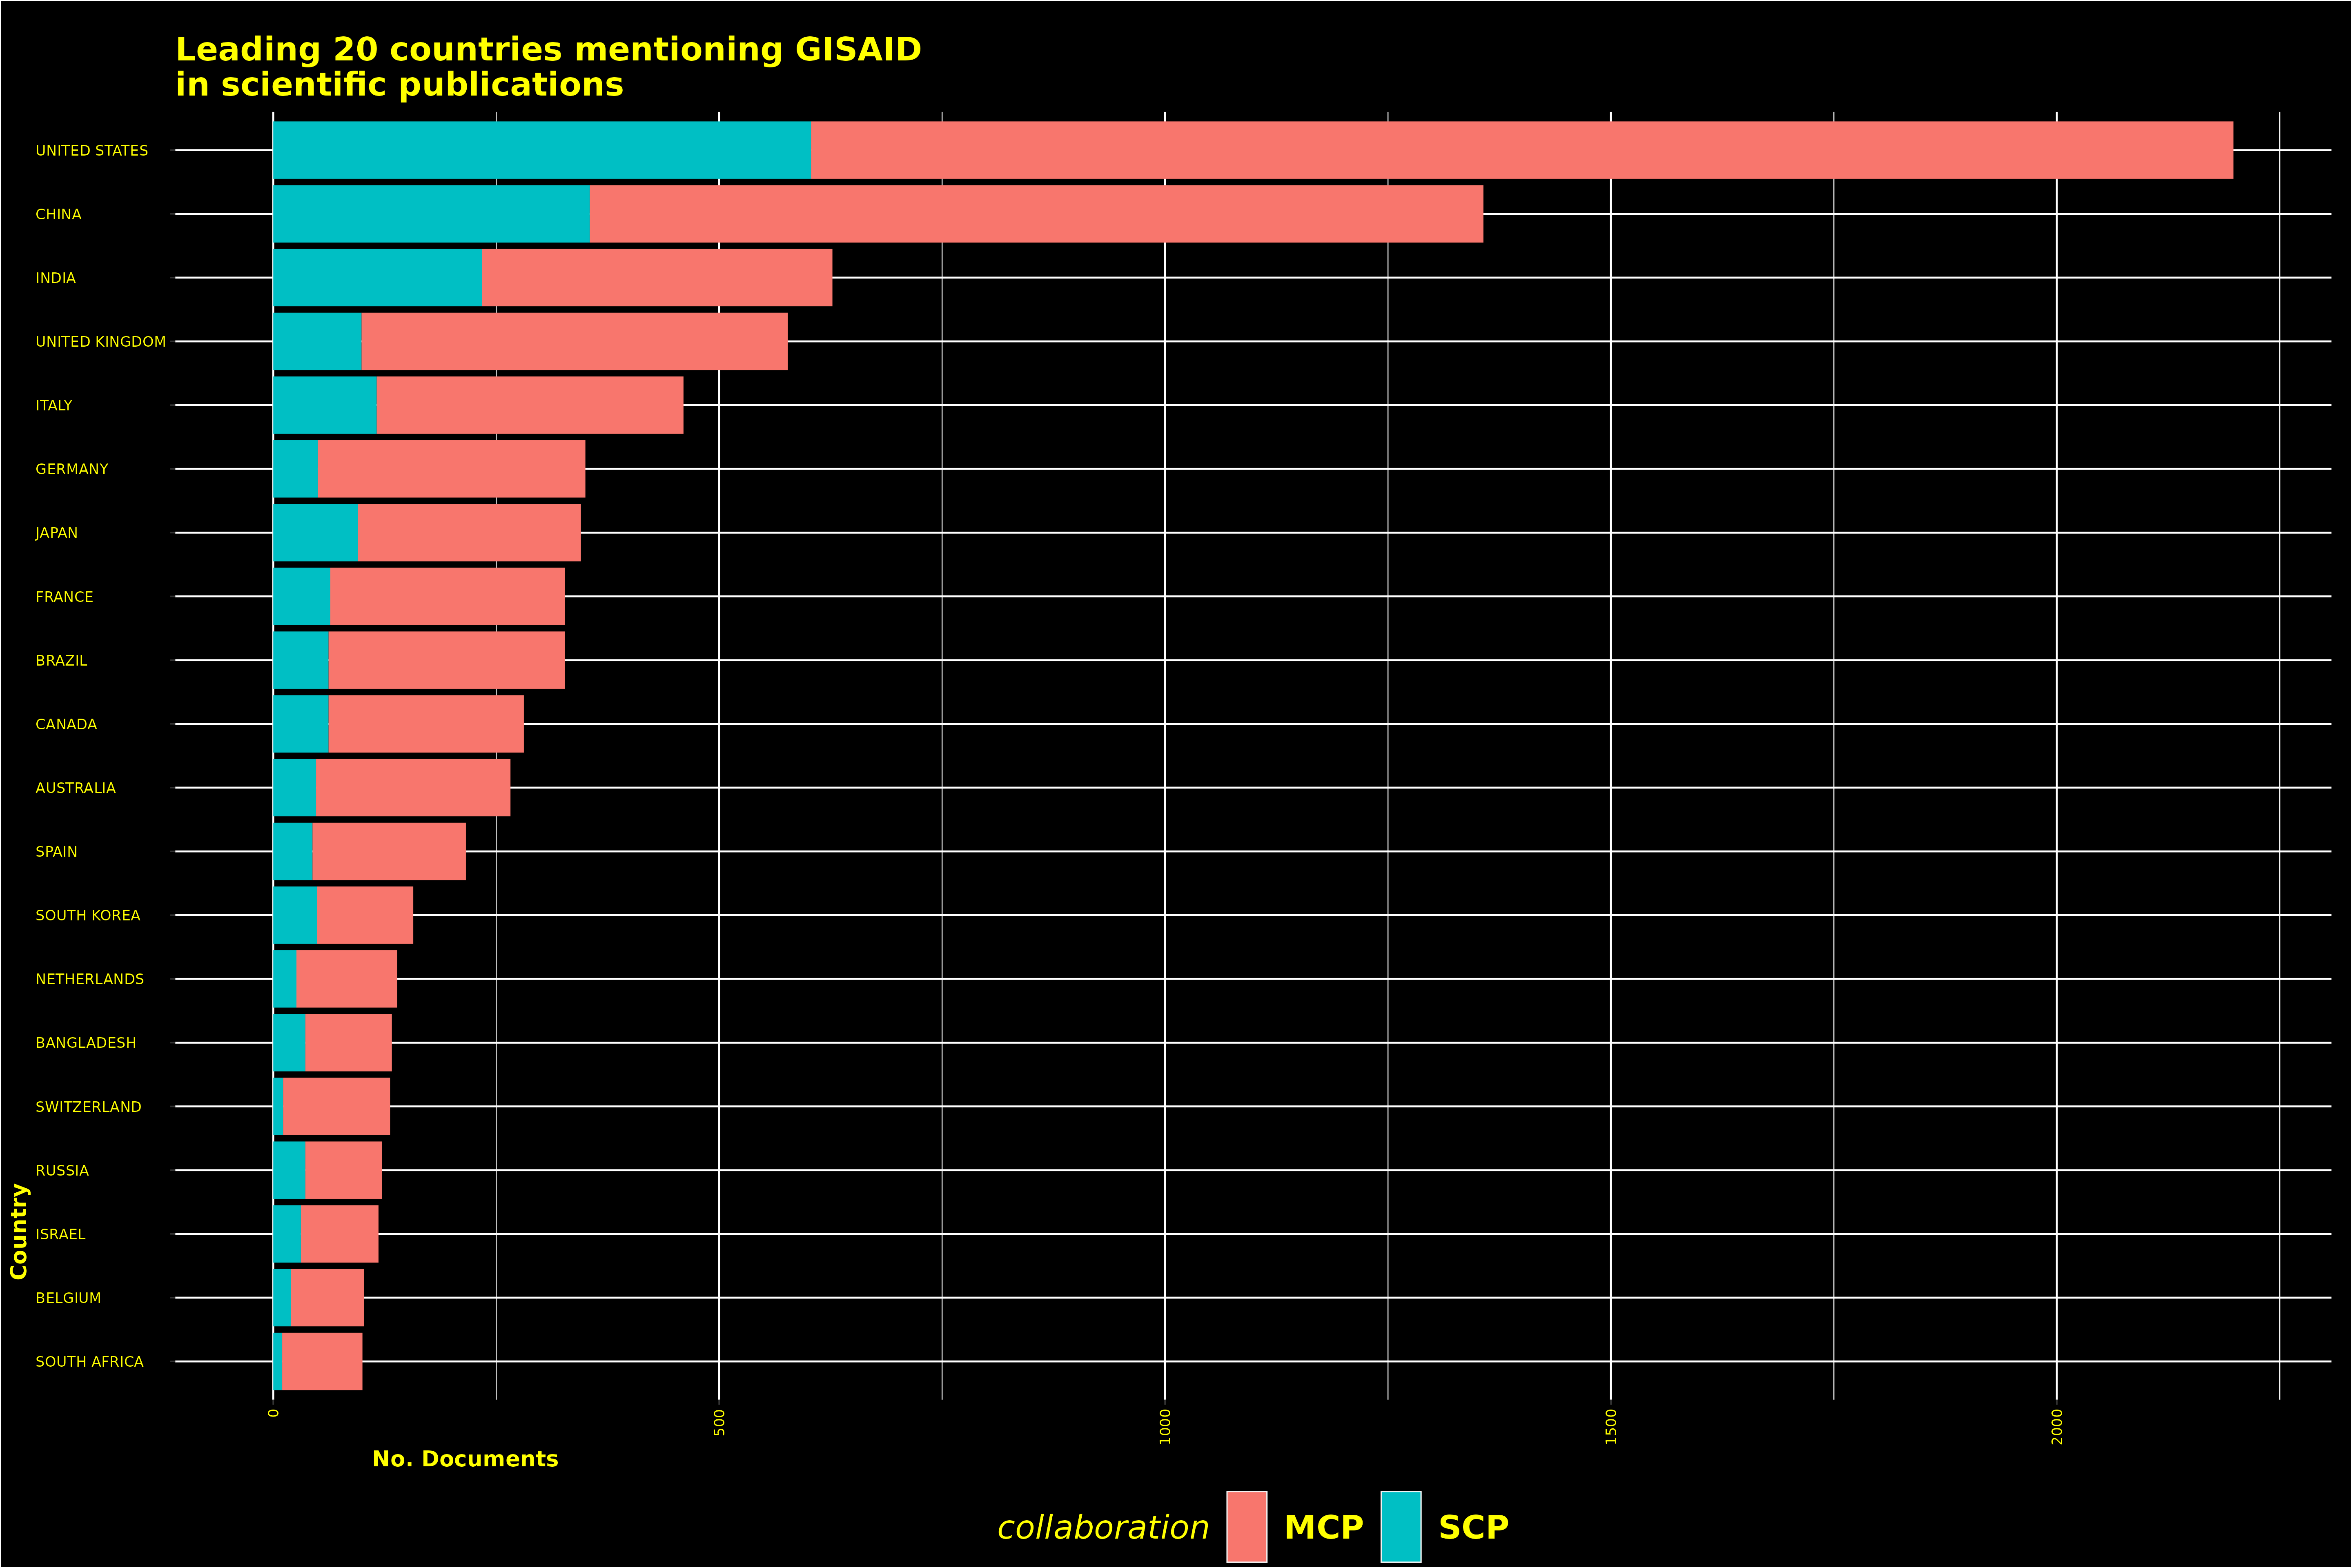 Leading 20 countries mentioning GISAID
in scientific publications
UNITED STATES
CHINA
INDIA
UNITED KINGDOM
ITALY
GERMANY
JAPAN
FRANCE
BRAZIL
CANADA
AUSTRALIA
SPAIN
SOUTH KOREA
NETHERLANDS
BANGLADESH
SWITZERLAND
RUSSIA
ISRAEL
BELGIUM
SOUTH AFRICA
Country
0
500
1000
1500
2000
No. Documents
collaboration MCP SCP